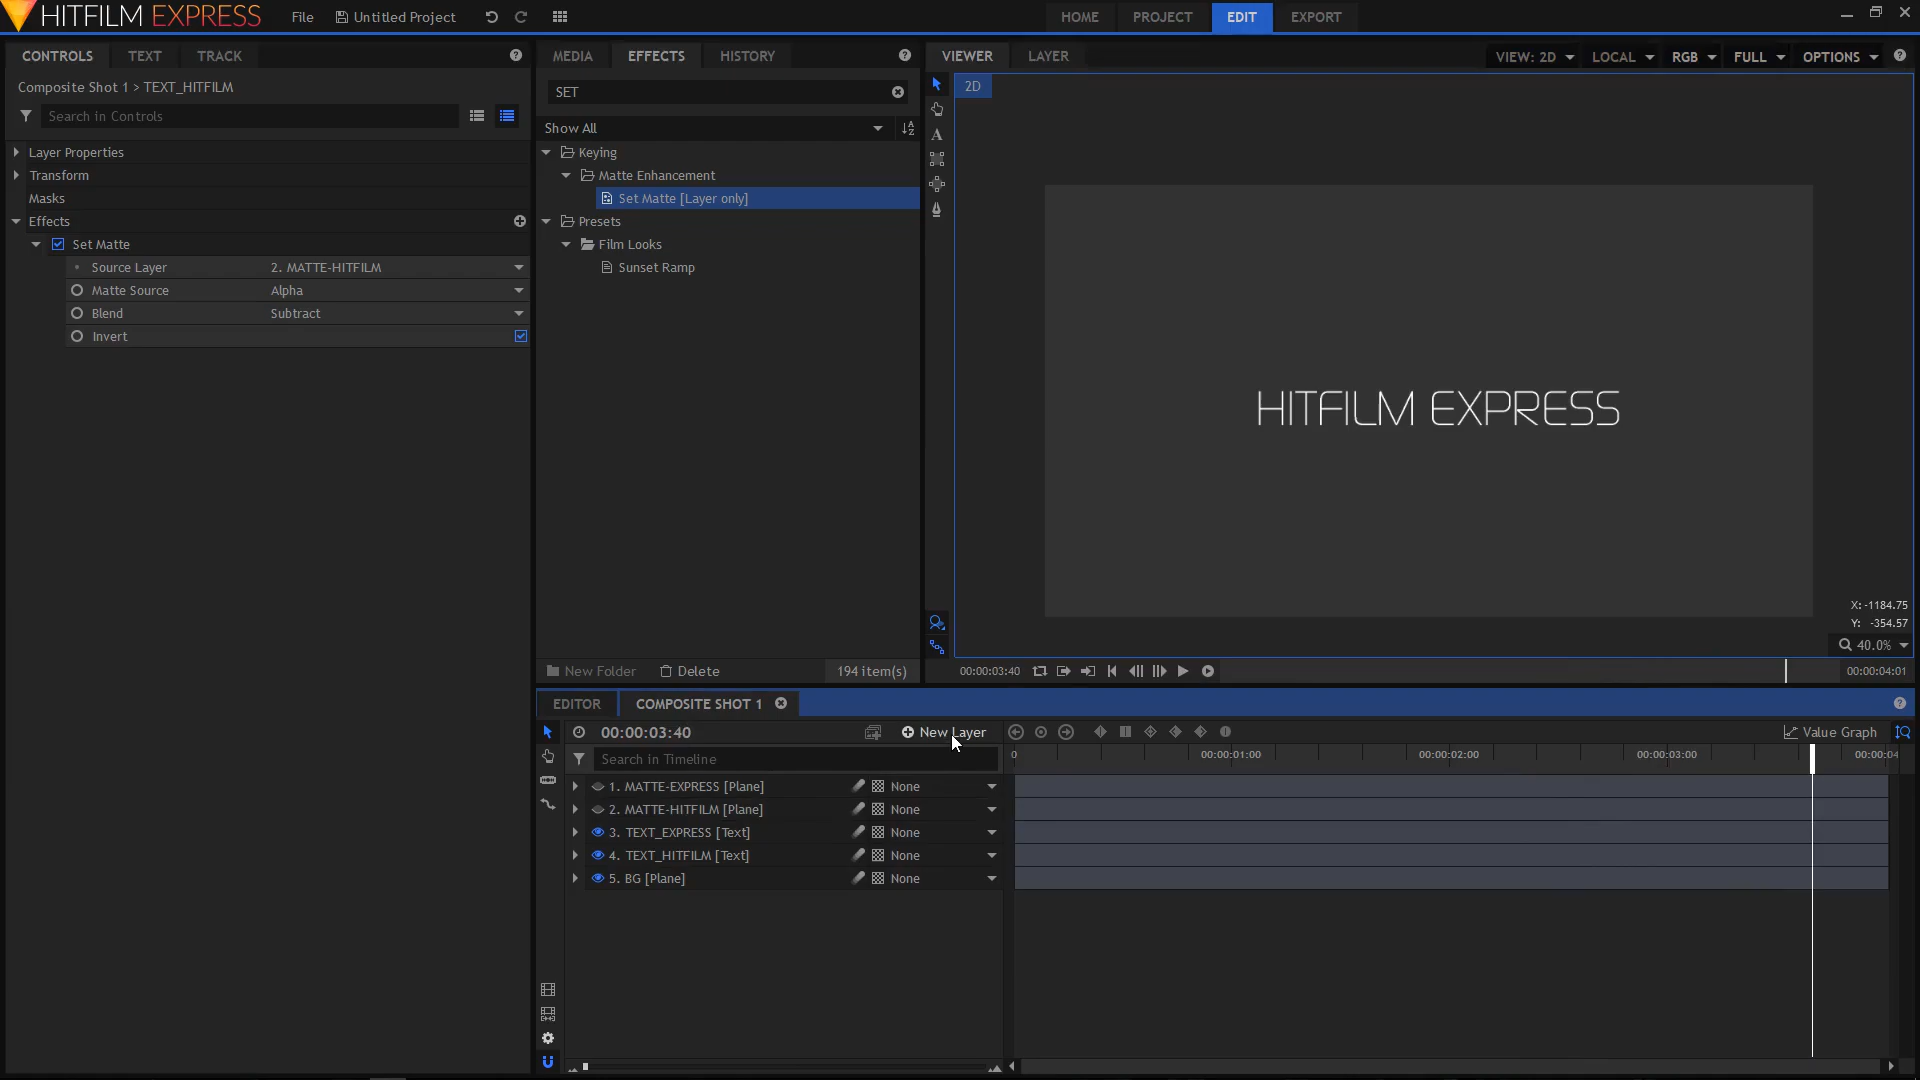 HITFILM EXPRESS
File
Untitled Project
HOME
PROJECT
EDIT
EXPORT
CONTROLS
TEXT
TRACK
Composite Shot 1 > TEXT_HITFILM
Search in Controls
Layer Properties
Transform
Masks
Effects
Set Matte
Source Layer 2. MATTE-HITFILM
Matte Source Alpha
Blend Subtract
Invert
MEDIA
EFFECTS
HISTORY
SET
Show All
Keying
Matte Enhancement
Set Matte [Layer only]
Presets
Film Looks
Sunset Ramp
New Folder
Delete
194 item(s)
VIEWER
LAYER
VIEW: 2D
LOCAL
RGB
FULL
OPTIONS
2D
A
HITFILM EXPRESS
X: -1184.75
Y: -354.57
40.0%
00:00:03:40
00:00:04:01
EDITOR
COMPOSITE SHOT 1
00:00:03:40
New Layer
Value Graph
Search in Timeline
0
00:00:01:00
00:00:02:00
00:00:03:00
00:00:04
1. MATTE-EXPRESS [Plane] None
2. MATTE-HITFILM [Plane] None
3. TEXT_EXPRESS [Text] None
4. TEXT_HITFILM [Text] None
5. BG [Plane] None